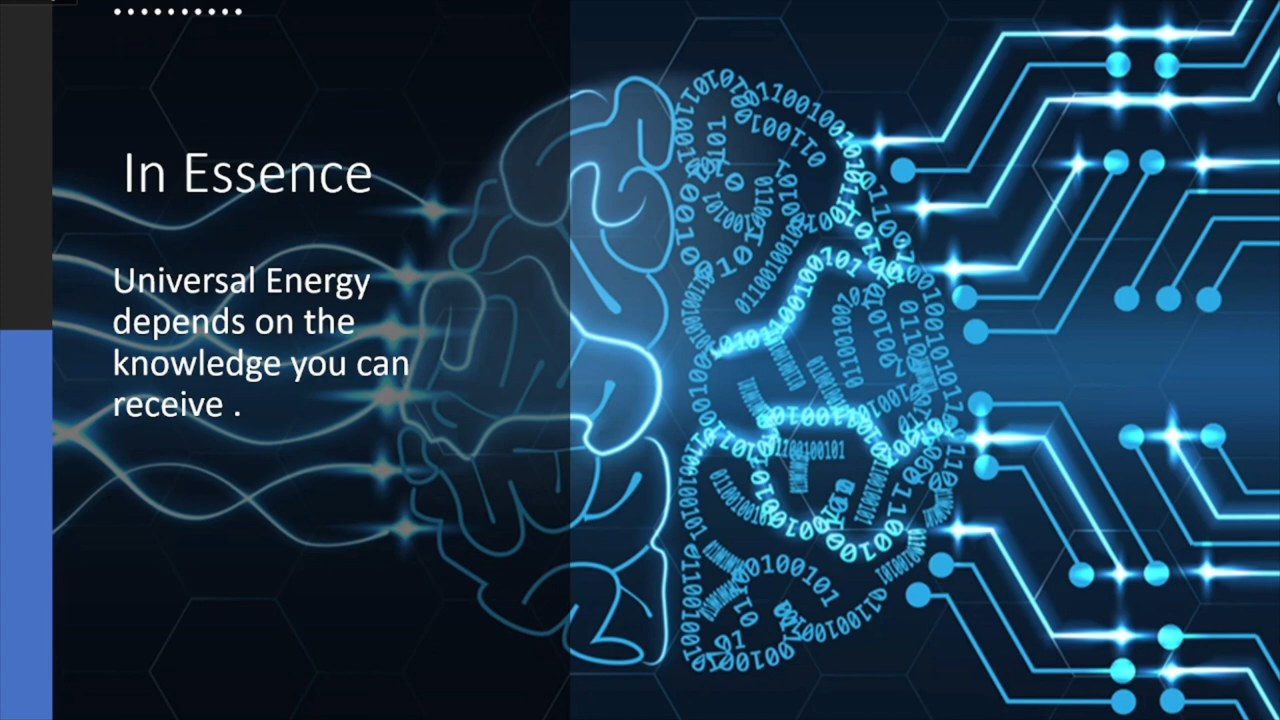 In Essence
Universal Energy
depends on the
knowledge you can
receive .